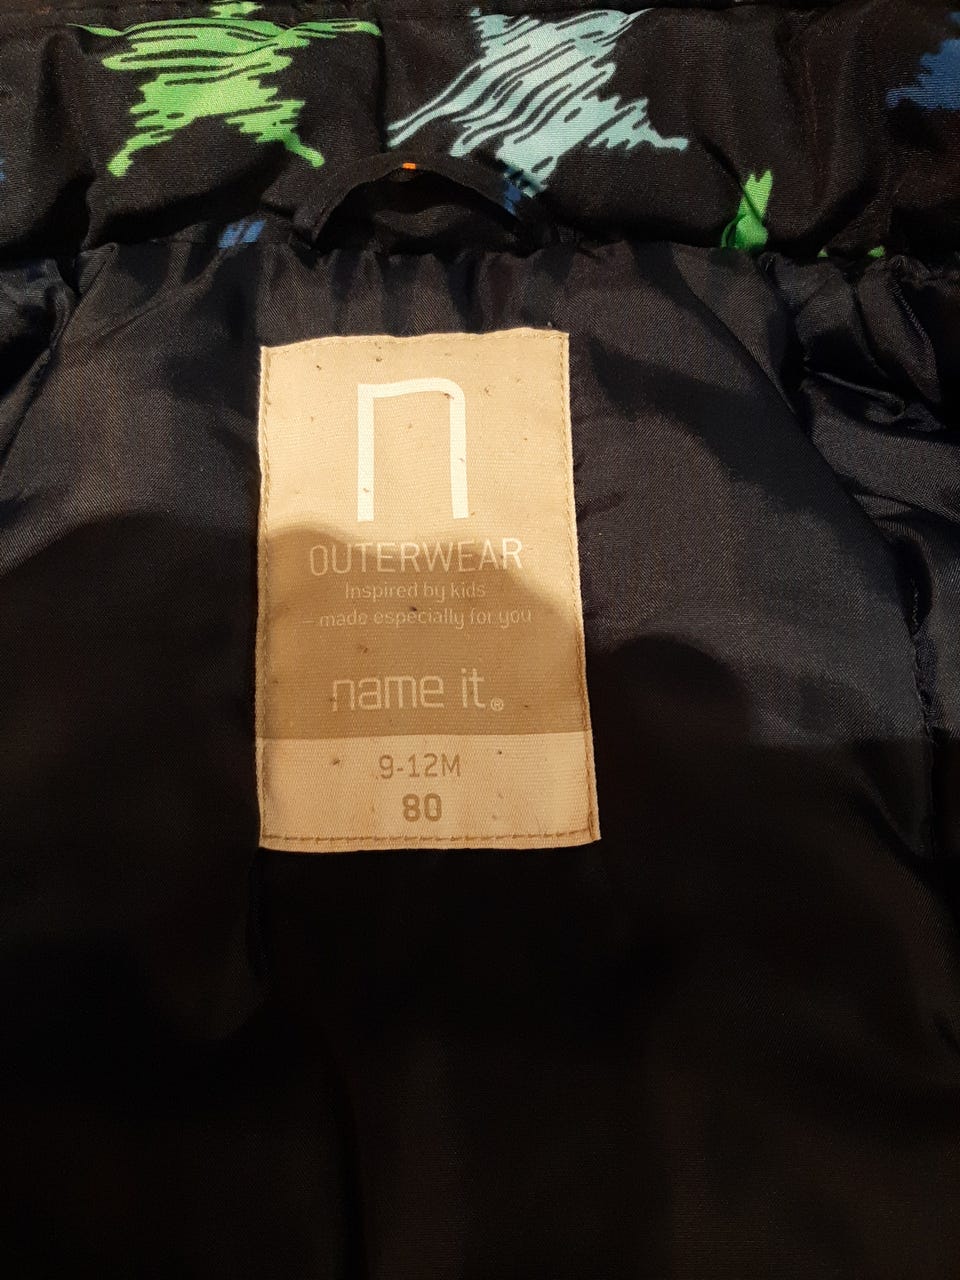 n
OUTERWEAR
Inspired by kids
– made especially for you
name it®
9-12M
80